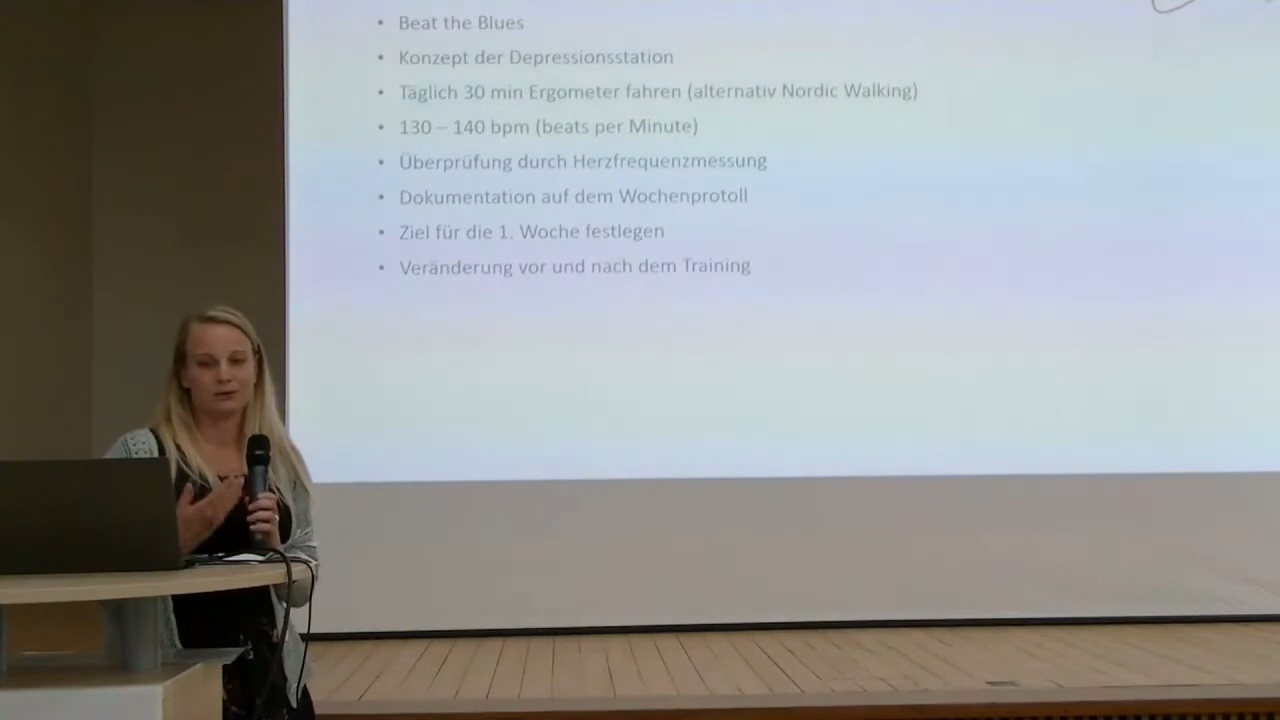 • Beat the Blues
• Konzept der Depressionsstation
• Täglich 30 min Ergometer fahren (alternativ Nordic Walking)
• 130 – 140 bpm (beats per Minute)
• Überprüfung durch Herzfrequenzmessung
• Dokumentation auf dem Wochenprotoll
• Ziel für die 1. Woche festlegen
• Veränderung vor und nach dem Training